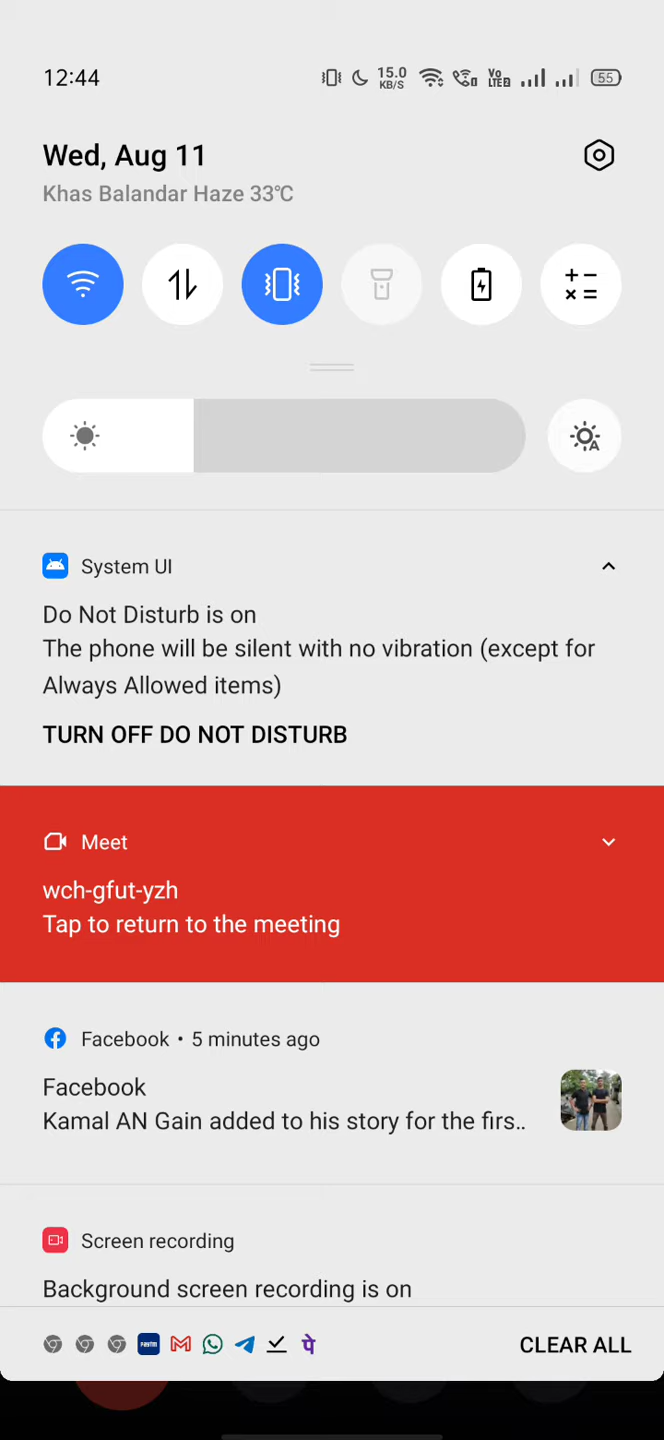 12:44
15.0
KB/S
Vo
LTE2
55
Wed, Aug 11
Khas Balandar Haze 33°C
System UI
Do Not Disturb is on
The phone will be silent with no vibration (except for
Always Allowed items)
TURN OFF DO NOT DISTURB
Meet
wch-gfut-yzh
Tap to return to the meeting
Facebook • 5 minutes ago
Facebook
Kamal AN Gain added to his story for the firs..
Screen recording
Background screen recording is on
Paytm
पे
CLEAR ALL